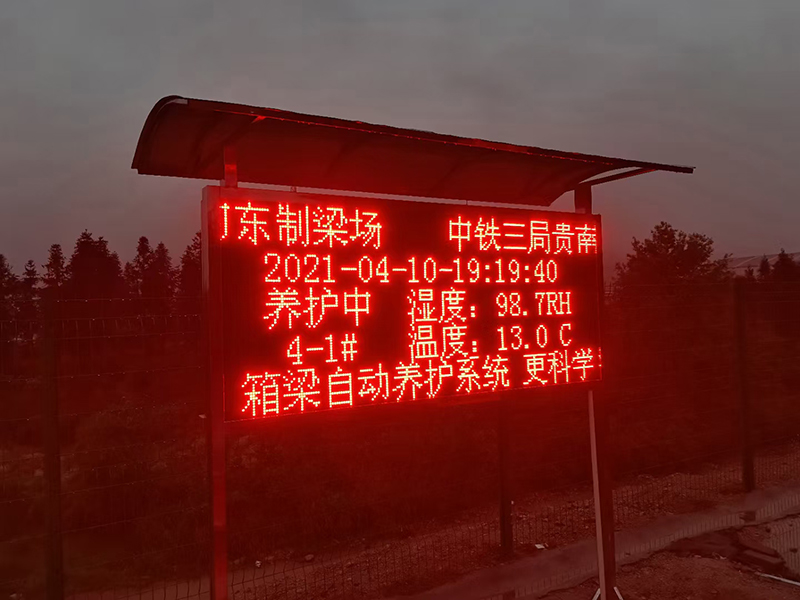 东制梁场 中铁三局贵南
2021-04-10-19:19:40
养护中 湿度: 98.7RH
4-1# 温度: 13.0 C
箱梁自动养护系统 更科学